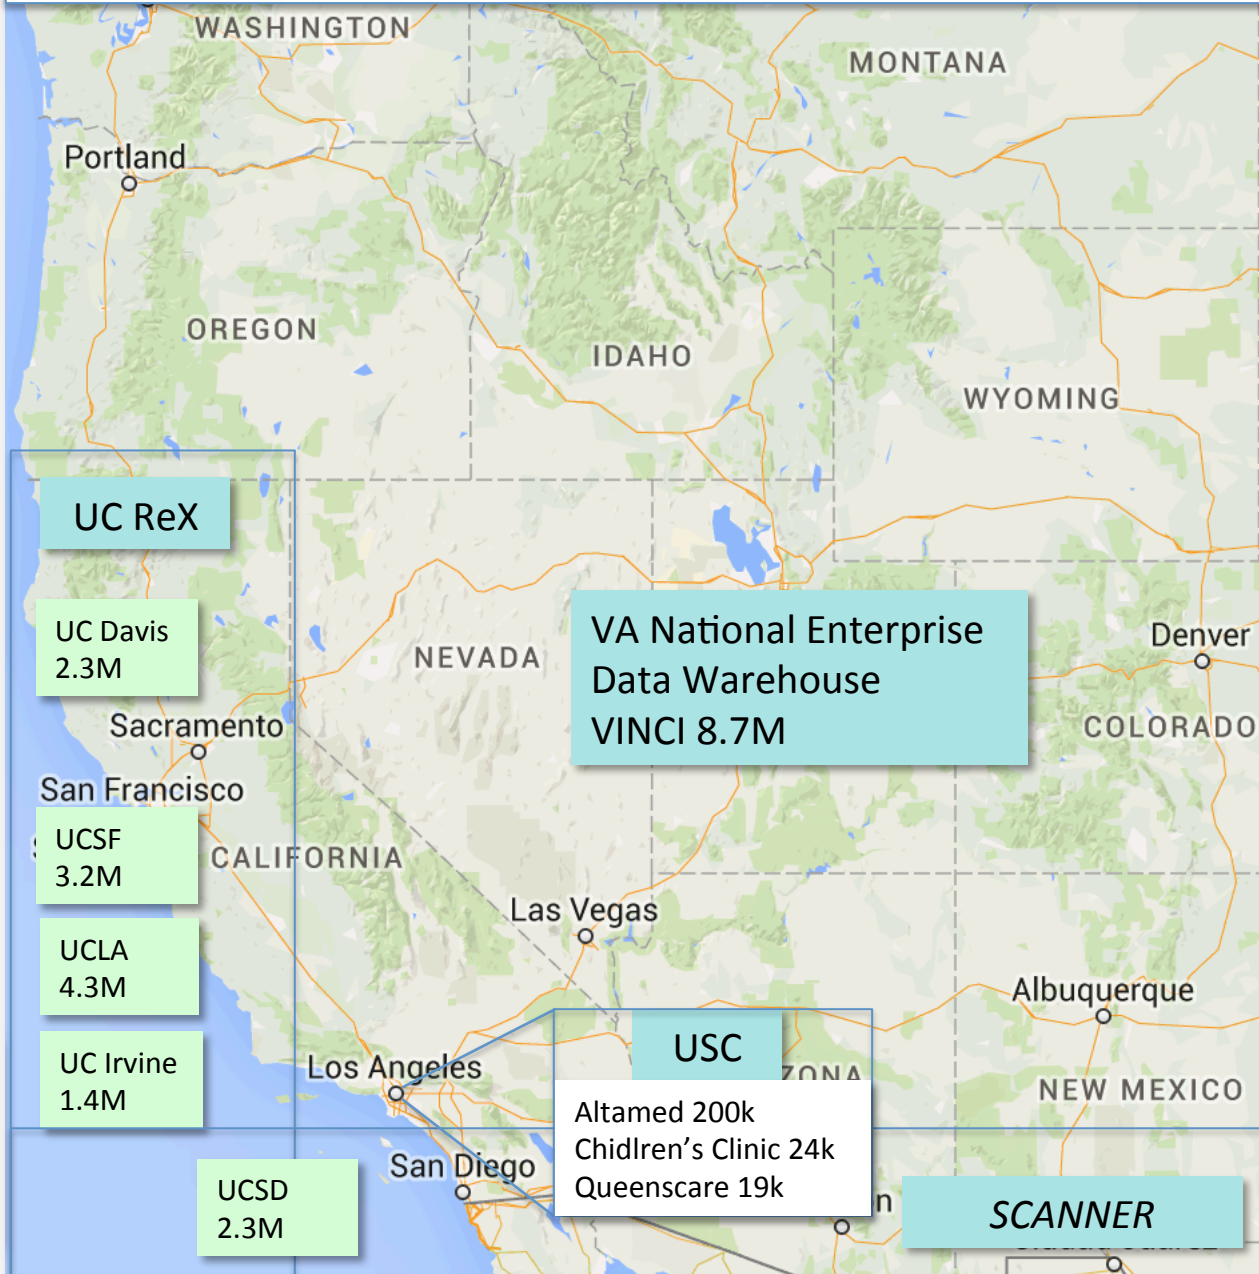 WASHINGTON
MONTANA
Portland
OREGON
IDAHO
WYOMING
UC ReX
UC Davis
2.3M
NEVADA
VA National Enterprise
Data Warehouse
VINCI 8.7M
Denver
COLORADO
Sacramento
San Francisco
UCSF
3.2M
CALIFORNIA
Las Vegas
UCLA
4.3M
Albuquerque
UC Irvine
1.4M
Los Angeles
USC
ZONA
NEW MEXICO
Altamed 200k
Chidlren's Clinic 24k
Queenscare 19k
San Diego
UCSD
2.3M
n
SCANNER